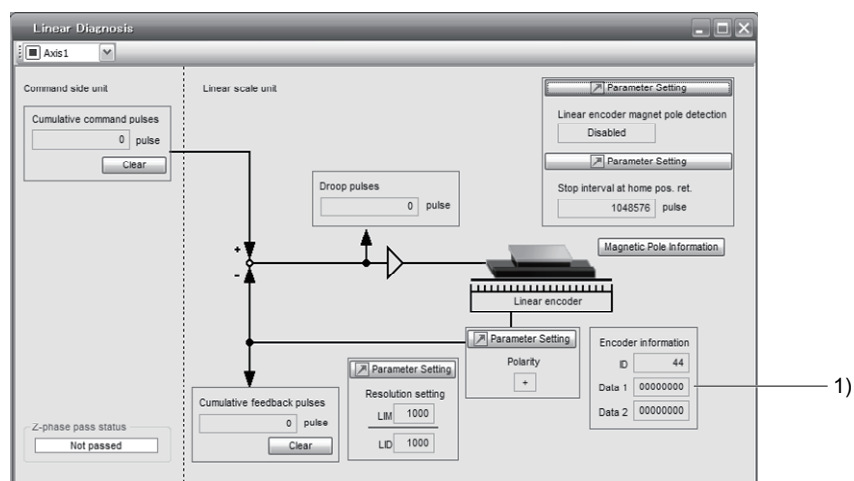 Linear Diagnosis
Axis1
Command side unit
Linear scale unit
Cumulative command pulses
0 pulse
Clear
Droop pulses
0 pulse
Parameter Setting
Linear encoder magnet pole detection
Disabled
Parameter Setting
Stop interval at home pos. ret.
1048576 pulse
Magnetic Pole Information
+
-
Linear encoder
Parameter Setting
Polarity
+
Encoder information
ID 44
Data 1 00000000
Data 2 00000000
1)
Parameter Setting
Resolution setting
LIM 1000
LID 1000
Cumulative feedback pulses
0 pulse
Clear
Z-phase pass status
Not passed